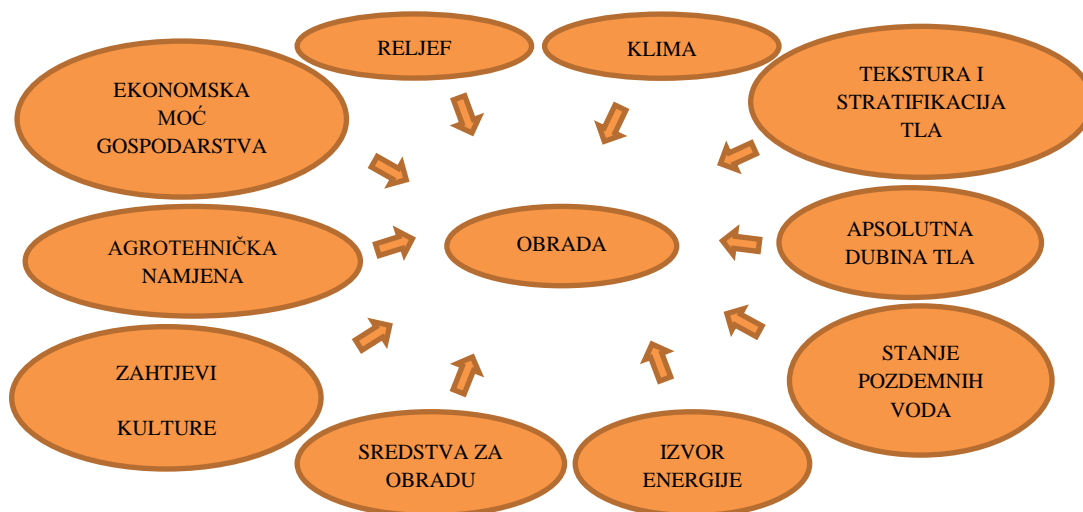 RELJEF
KLIMA
EKONOMSKA
MOĆ
GOSPODARSTVA
TEKSTURA I
STRATIFIKACIJA
TLA
AGROTEHNIČKA
NAMJENA
OBRADA
APSOLUTNA
DUBINA TLA
ZAHTJEVI
KULTURE
STANJE
POZDEMNIH
VODA
SREDSTVA ZA
OBRADU
IZVOR
ENERGIJE